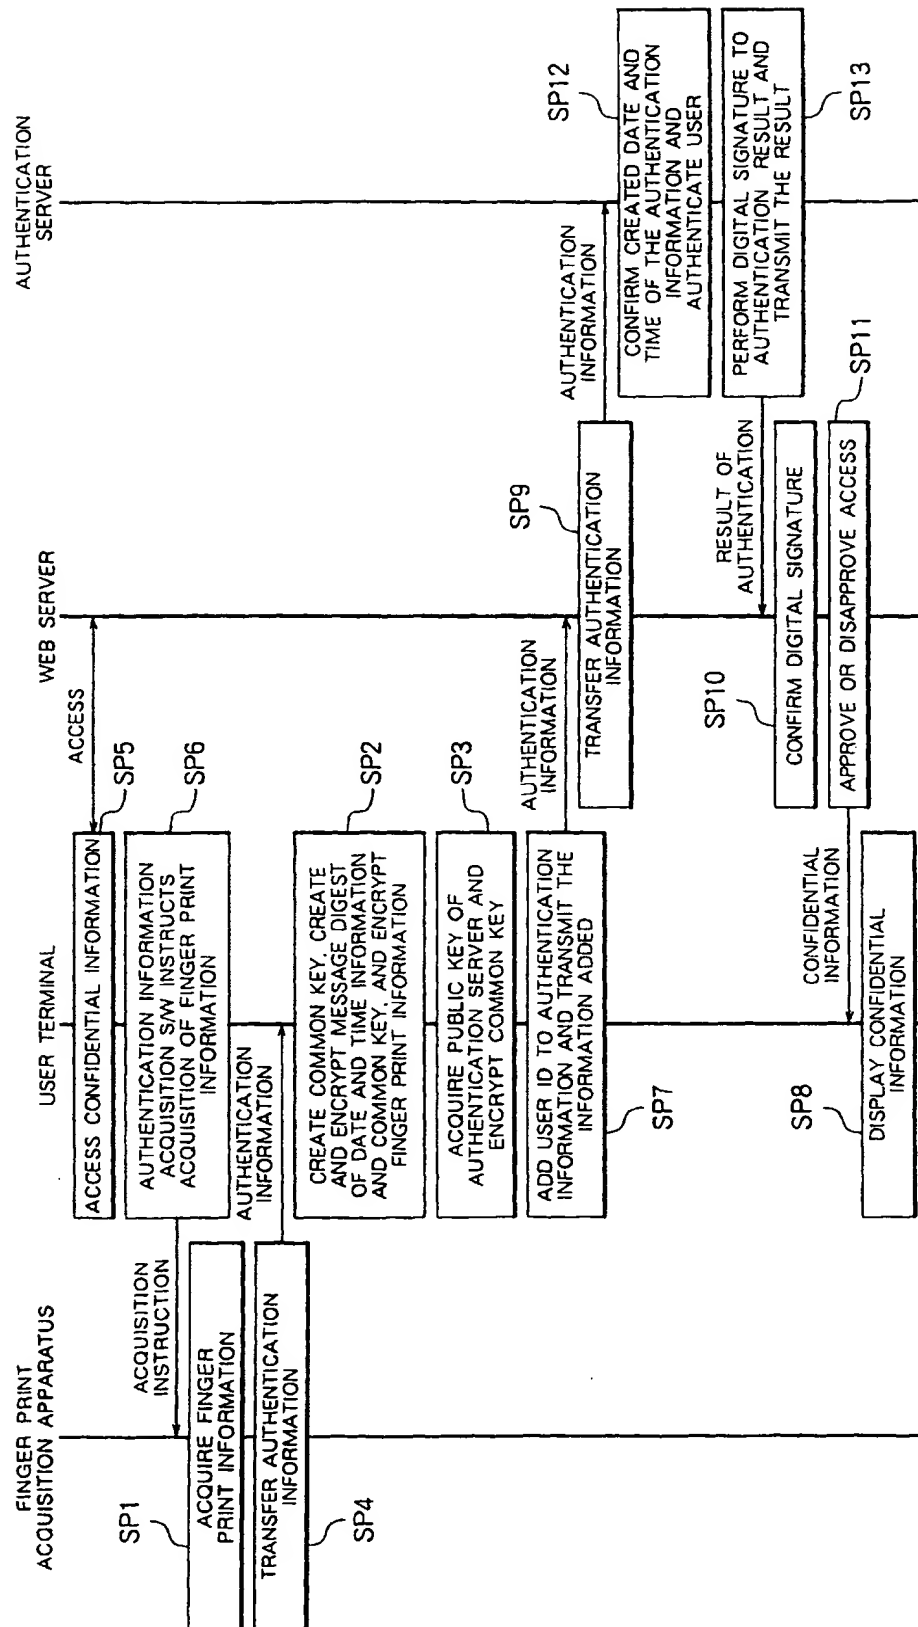 FINGER PRINT
ACQUISITION APPARATUS
USER TERMINAL
WEB SERVER
AUTHENTICATION
SERVER
ACCESS
SP5
ACCESS CONFIDENTIAL INFORMATION
SP6
AUTHENTICATION INFORMATION
ACQUISITION S/W INSTRUCTS
ACQUISITION OF FINGER PRINT
INFORMATION
ACQUISITION
INSTRUCTION
SP1
ACQUIRE FINGER
PRINT INFORMATION
TRANSFER AUTHENTICATION
INFORMATION
SP4
AUTHENTICATION
INFORMATION
SP2
CREATE COMMON KEY, CREATE
AND ENCRYPT MESSAGE DIGEST
OF DATE AND TIME INFORMATION
AND COMMON KEY, AND ENCRYPT
FINGER PRINT INFORMATION
SP3
ACQUIRE PUBLIC KEY OF
AUTHENTICATION SERVER AND
ENCRYPT COMMON KEY
ADD USER ID TO AUTHENTICATION
INFORMATION AND TRANSMIT THE
INFORMATION ADDED
SP7
AUTHENTICATION
INFORMATION
SP9
TRANSFER AUTHENTICATION
INFORMATION
AUTHENTICATION
INFORMATION
SP12
CONFIRM CREATED DATE AND
TIME OF THE AUTHENTICATION
INFORMATION AND
AUTHENTICATE USER
PERFORM DIGITAL SIGNATURE TO
AUTHENTICATION RESULT AND
TRANSMIT THE RESULT
SP13
RESULT OF
AUTHENTICATION
SP10
CONFIRM DIGITAL SIGNATURE
APPROVE OR DISAPPROVE ACCESS
SP11
CONFIDENTIAL
INFORMATION
SP8
DISPLAY CONFIDENTIAL
INFORMATION